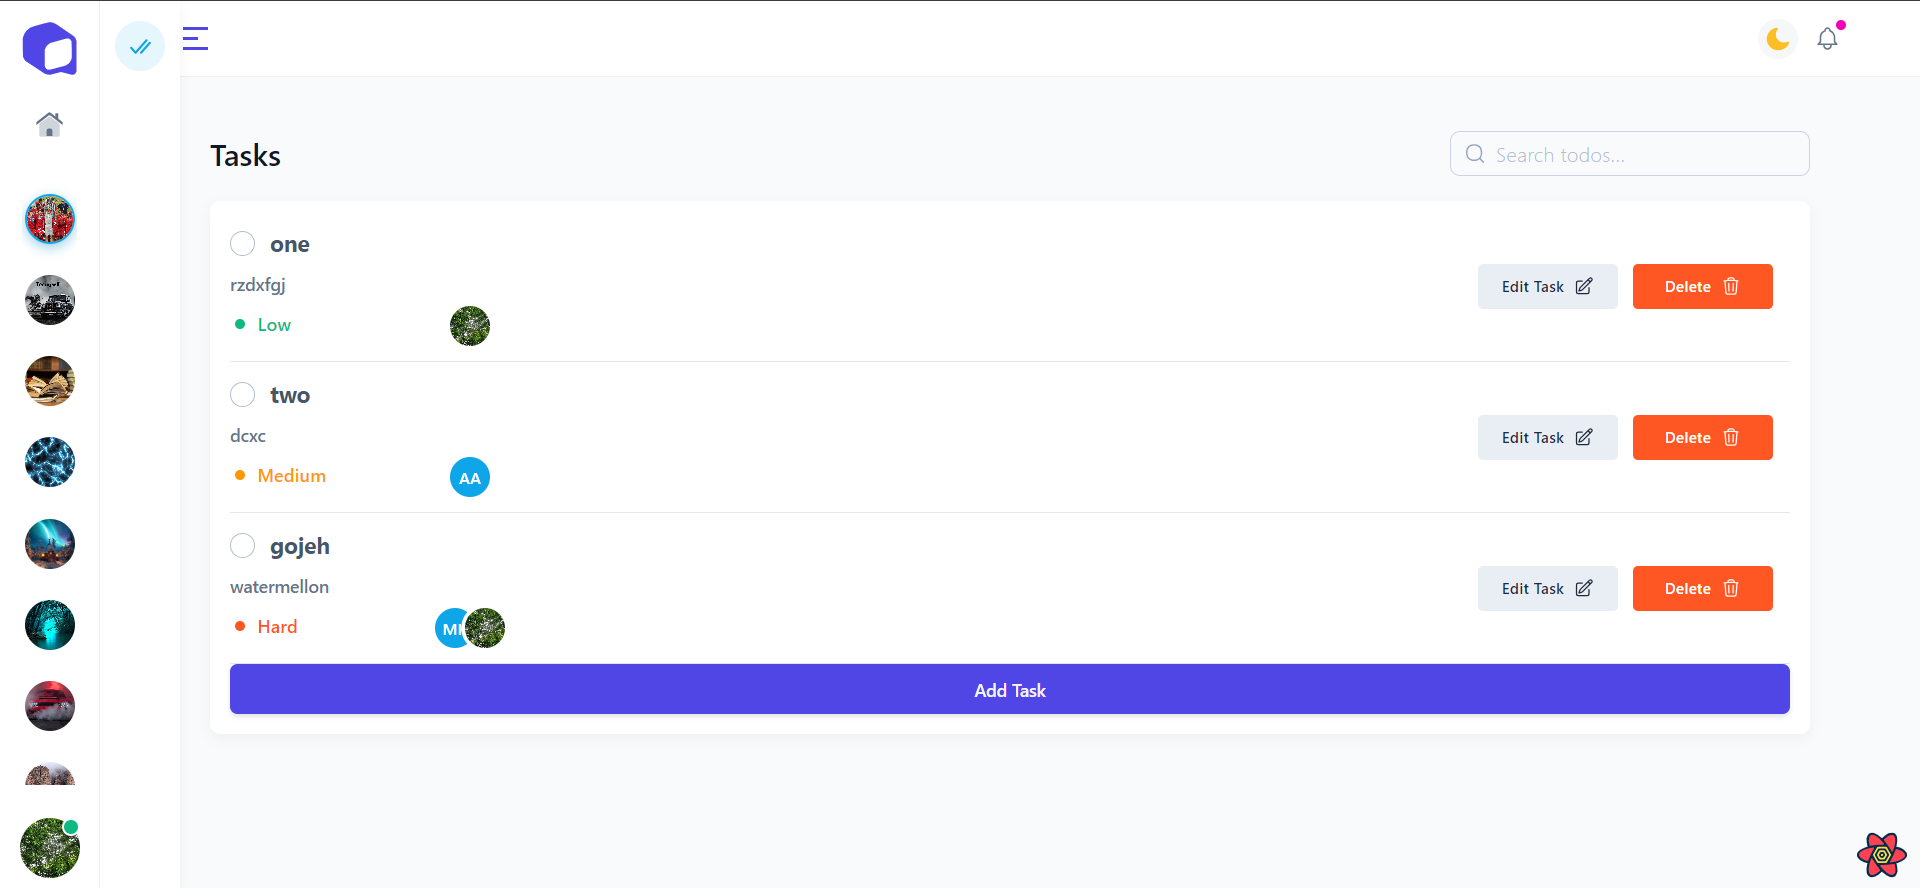 Tasks
Search todos...
one
rzdxfgj
Low
Edit Task
Delete
two
dcxc
Medium
AA
Edit Task
Delete
gojeh
watermellon
Hard
Edit Task
Delete
Add Task